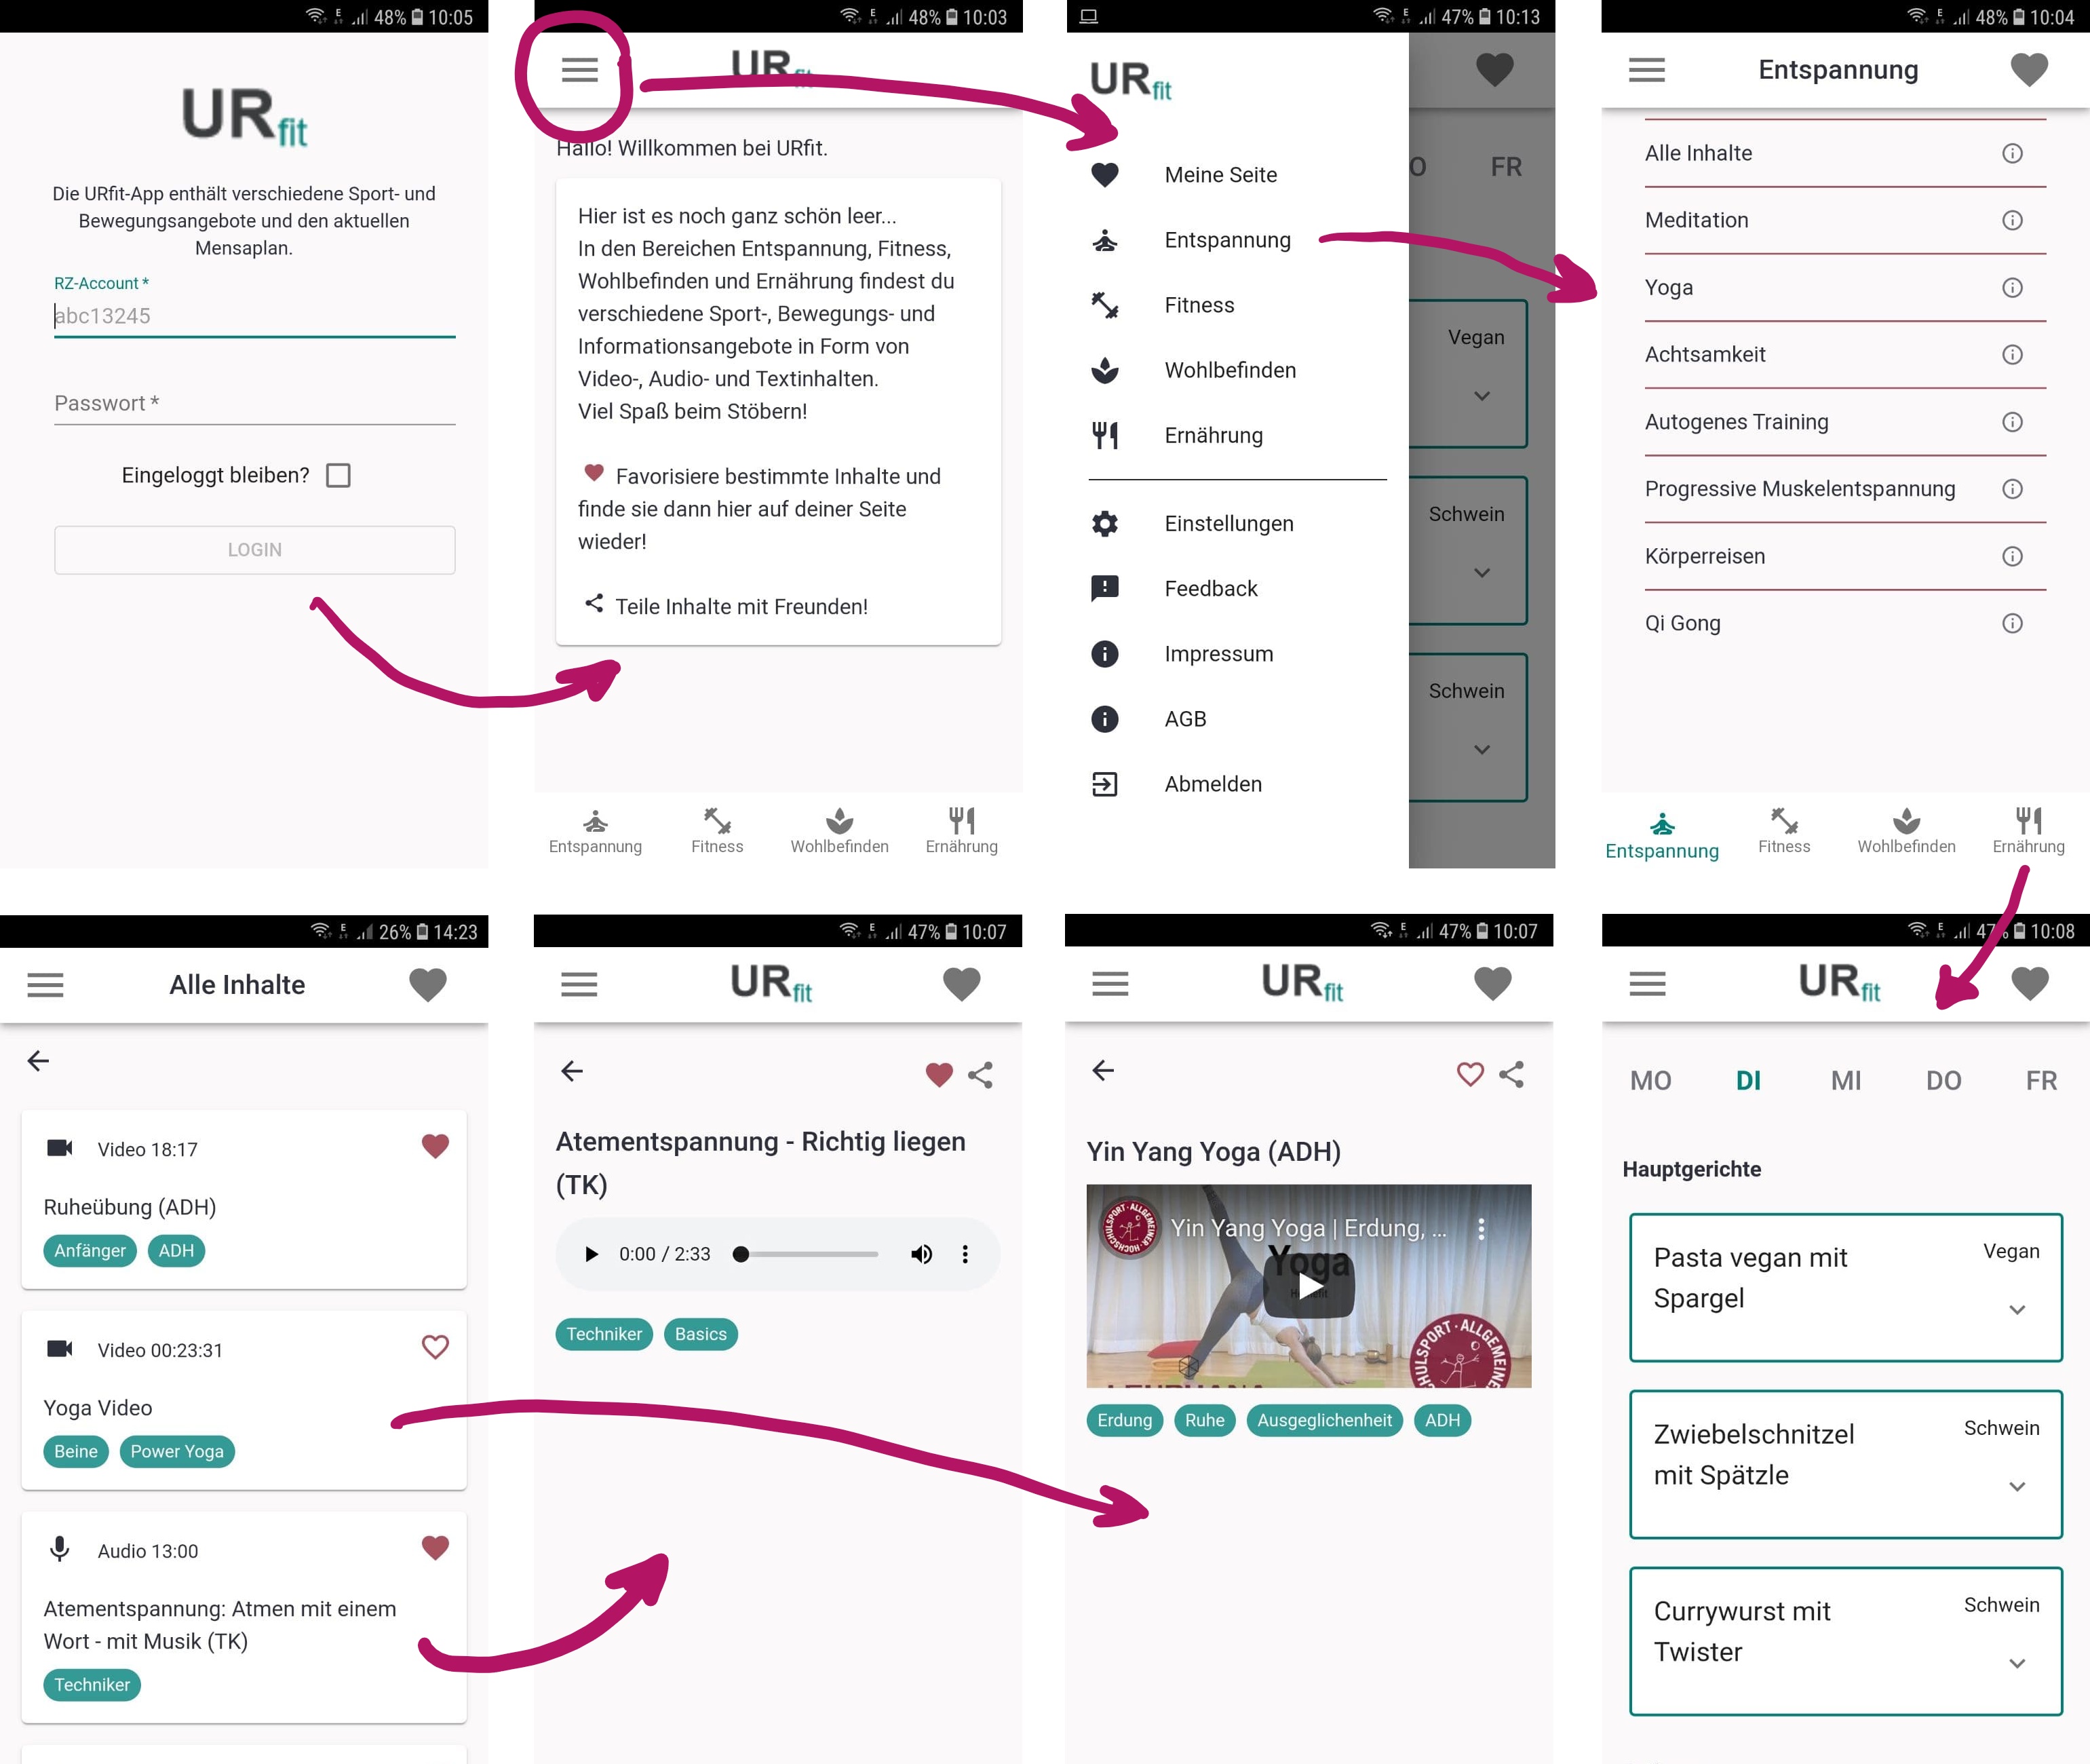 E 48% 10:05
URfit
Die URfit-App enthält verschiedene Sport- und
Bewegungsangebote und den aktuellen
Mensaplan.
RZ-Account *
abc13245
Passwort *
Eingeloggt bleiben?
LOGIN
E 48% 10:03
URfit
Hallo! Willkommen bei URfit.
Hier ist es noch ganz schön leer...
In den Bereichen Entspannung, Fitness,
Wohlbefinden und Ernährung findest du
verschiedene Sport-, Bewegungs- und
Informationsangebote in Form von
Video-, Audio- und Textinhalten.
Viel Spaß beim Stöbern!
Favorisiere bestimmte Inhalte und
finde sie dann hier auf deiner Seite
wieder!
Teile Inhalte mit Freunden!
Entspannung Fitness Wohlbefinden Ernährung
E 47% 10:13
URfit
Meine Seite
Entspannung
Fitness
Wohlbefinden
Ernährung
Einstellungen
Feedback
Impressum
AGB
Abmelden
O FR
Vegan
Schwein
Schwein
E 48% 10:04
Entspannung
Alle Inhalte
Meditation
Yoga
Achtsamkeit
Autogenes Training
Progressive Muskelentspannung
Körperreisen
Qi Gong
Entspannung Fitness Wohlbefinden Ernährung
E 26% 14:23
Alle Inhalte
Video 18:17
Ruheübung (ADH)
Anfänger ADH
Video 00:23:31
Yoga Video
Beine Power Yoga
Audio 13:00
Atementspannung: Atmen mit einem
Wort - mit Musik (TK)
Techniker
E 47% 10:07
URfit
Atementspannung - Richtig liegen
(TK)
0:00 / 2:33
Techniker Basics
E 47% 10:07
URfit
Yin Yang Yoga (ADH)
Yin Yang Yoga | Erdung, ...
Yoga
Erdung Ruhe Ausgeglichenheit ADH
E 47% 10:08
URfit
MO DI MI DO FR
Hauptgerichte
Pasta vegan mit
Spargel
Vegan
Zwiebelschnitzel
mit Spätzle
Schwein
Currywurst mit
Twister
Schwein